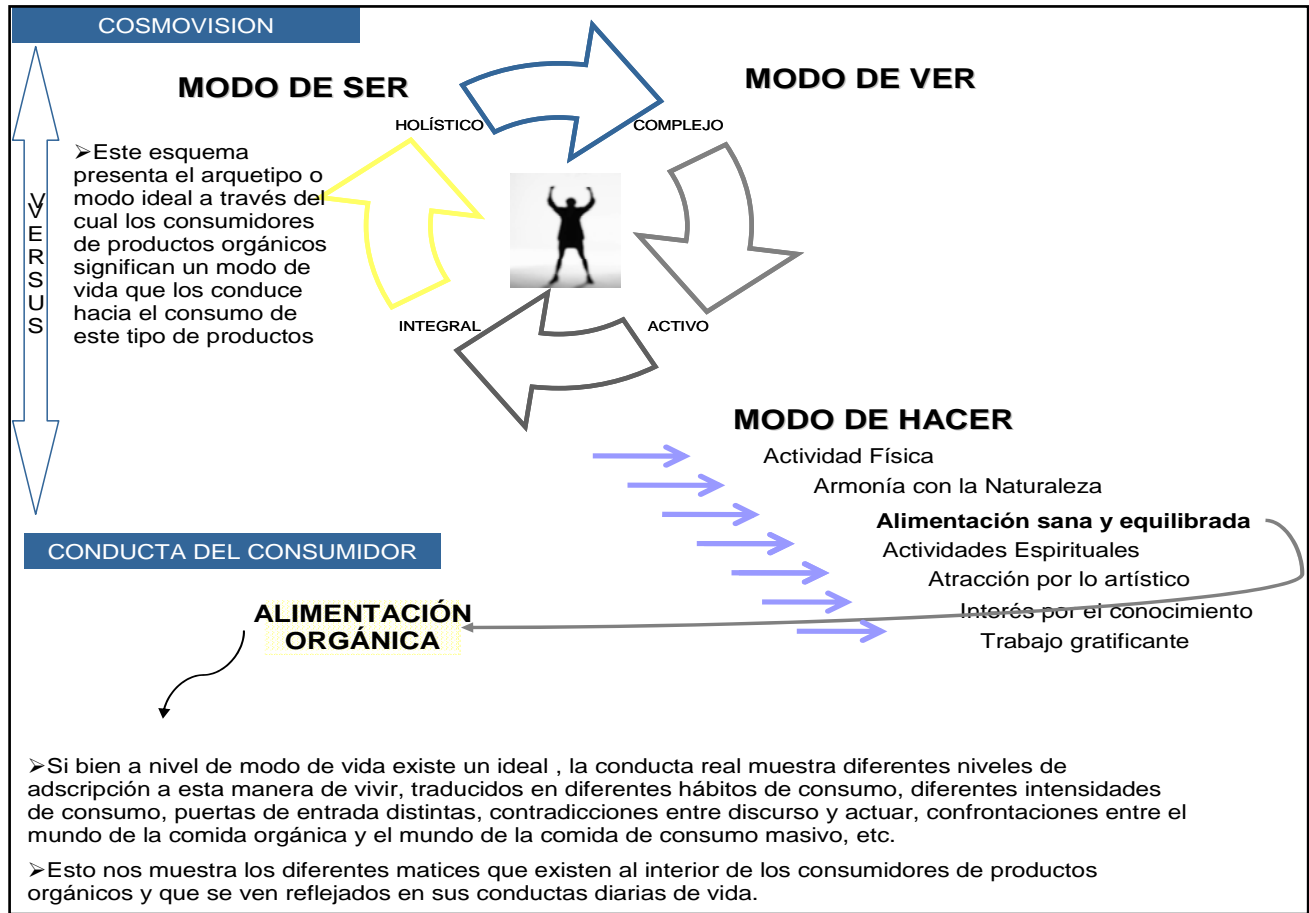 COSMOVISION
MODO DE SER
MODO DE VER
HOLÍSTICO
COMPLEJO
➢Este esquema
presenta el arquetipo o
modo ideal a través del
cual los consumidores
de productos orgánicos
significan un modo de
vida que los conduce
hacia el consumo de
este tipo de productos
VERSUS
INTEGRAL
ACTIVO
MODO DE HACER
Actividad Física
Armonía con la Naturaleza
Alimentación sana y equilibrada
Actividades Espirituales
Atracción por lo artístico
Interés por el conocimiento
Trabajo gratificante
CONDUCTA DEL CONSUMIDOR
ALIMENTACIÓN
ORGÁNICA
➢Si bien a nivel de modo de vida existe un ideal , la conducta real muestra diferentes niveles de
adscripción a esta manera de vivir, traducidos en diferentes hábitos de consumo, diferentes intensidades
de consumo, puertas de entrada distintas, contradicciones entre discurso y actuar, confrontaciones entre el
mundo de la comida orgánica y el mundo de la comida de consumo masivo, etc.
➢Esto nos muestra los diferentes matices que existen al interior de los consumidores de productos
orgánicos y que se ven reflejados en sus conductas diarias de vida.